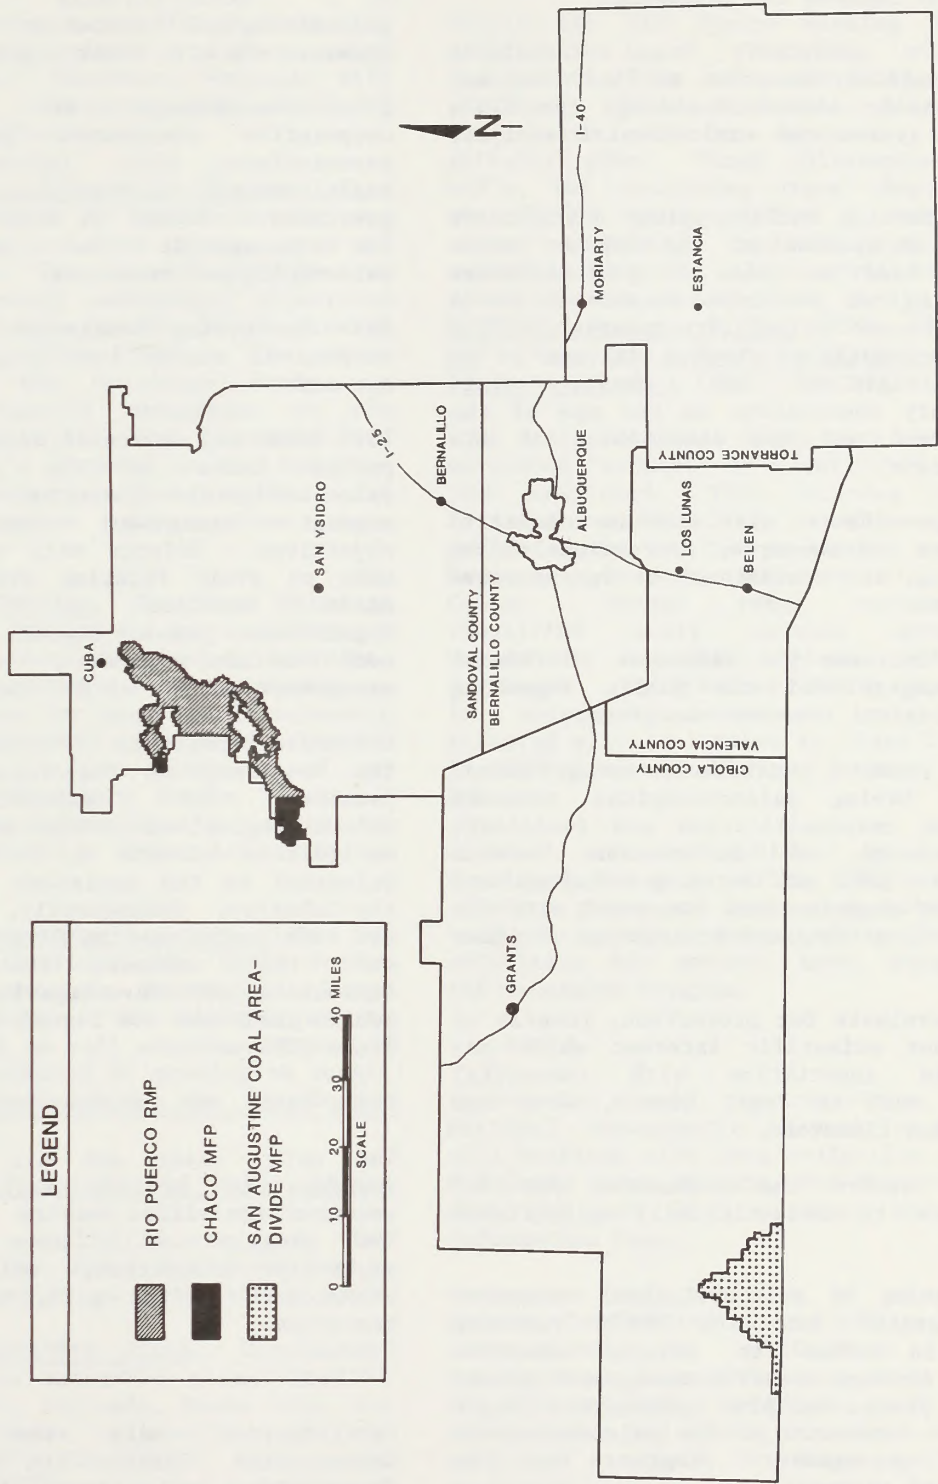 LEGEND
RIO PUERCO RMP
CHACO MFP
SAN AUGUSTINE COAL AREA-
DIVIDE MFP
0 10 20 30 40 MILES
SCALE
N
CUBA
SAN YSIDRO
I-25
BERNALILLO
SANDOVAL COUNTY
BERNALILLO COUNTY
ALBUQUERQUE
I-40
MORIARTY
ESTANCIA
TORRANCE COUNTY
LOS LUNAS
BELEN
VALENCIA COUNTY
CIBOLA COUNTY
GRANTS